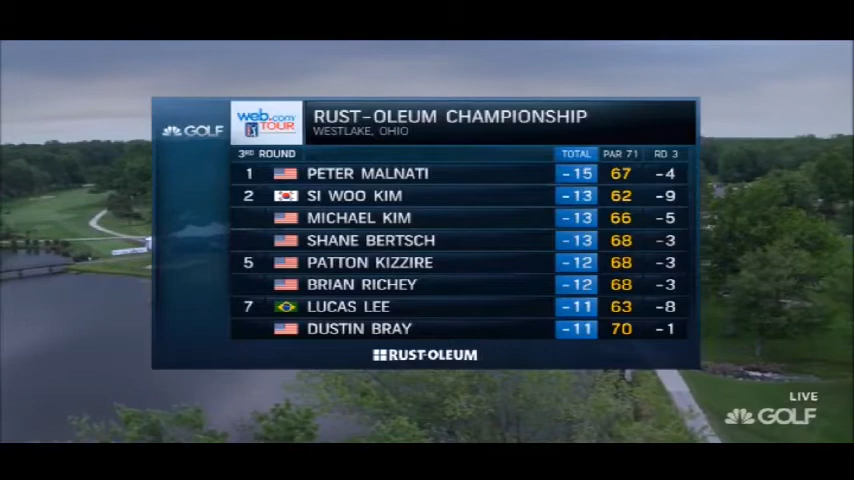 GOLF
web.com
TOUR
RUST-OLEUM CHAMPIONSHIP
WESTLAKE, OHIO
3RD ROUND TOTAL PAR 71 RD 3
1 PETER MALNATI -15 67 -4
2 SI WOO KIM -13 62 -9
MICHAEL KIM -13 66 -5
SHANE BERTSCH -13 68 -3
5 PATTON KIZZIRE -12 68 -3
BRIAN RICHEY -12 68 -3
7 LUCAS LEE -11 63 -8
DUSTIN BRAY -11 70 -1
RUST-OLEUM
LIVE
GOLF